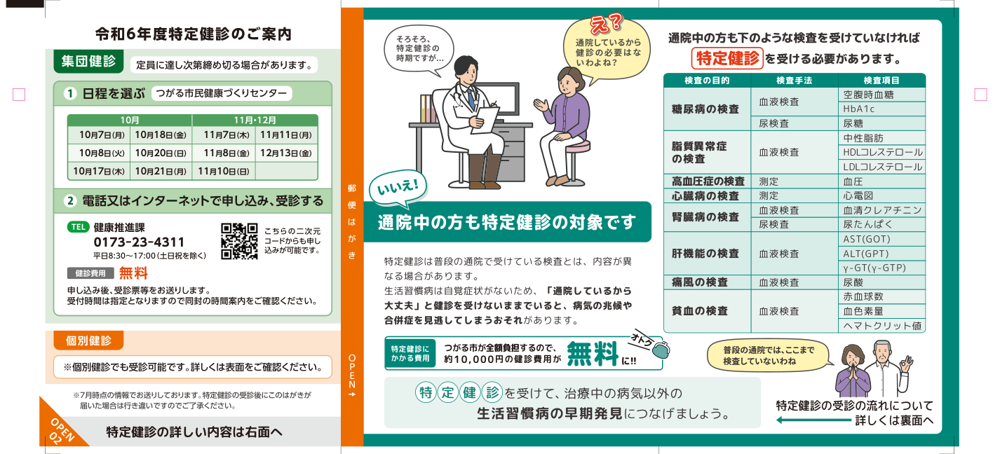 令和6年度特定健診のご案内
集団健診
定員に達し次第締め切る場合があります。
1 日程を選ぶ つがる市民健康づくりセンター
10月 11月・12月
10月7日(月) 10月18日(金) 11月7日(木) 11月11日(月)
10月8日(火) 10月20日(日) 11月8日(金) 12月13日(金)
10月17日(木) 10月21日(月) 11月10日(日)
2 電話又はインターネットで申し込み、受診する
TEL 健康推進課
0173-23-4311
平日8:30〜17:00(土日祝を除く)
こちらの二次元
コードからも申し
込みが可能です。
健診費用 無料
申し込み後、受診票等をお送りします。
受付時間は指定となりますので同封の時間案内をご確認ください。
個別健診
※個別健診でも受診可能です。詳しくは表面をご確認ください。
※7月時点の情報でお送りしております。特定健診の受診後にこのはがきが
届いた場合は行き違いですのでご了承ください。
OPEN
02
特定健診の詳しい内容は右面へ
郵便はがき
OPEN→
そろそろ、
特定健診の
時期ですが…
え?
通院しているから
健診の必要はな
いわよね?
いいえ!
通院中の方も特定健診の対象です
特定健診は普段の通院で受けている検査とは、内容が異
なる場合があります。
生活習慣病は自覚症状がないため、「通院しているから
大丈夫」と健診を受けないままでいると、病気の兆候や
合併症を見逃してしまうおそれがあります。
特定健診に
かかる費用
つがる市が全額負担するので、
約10,000円の健診費用が
無料に!!
オトク
特定健診を受けて、治療中の病気以外の
生活習慣病の早期発見につなげましょう。
通院中の方も下のような検査を受けていなければ
特定健診を受ける必要があります。
検査の目的 検査手法 検査項目
糖尿病の検査 血液検査 空腹時血糖
HbA1c
尿検査 尿糖
脂質異常症
の検査
血液検査 中性脂肪
HDLコレステロール
LDLコレステロール
高血圧症の検査 測定 血圧
心臓病の検査 測定 心電図
腎臓病の検査 血液検査 血清クレアチニン
尿検査 尿たんぱく
肝機能の検査 血液検査 AST(GOT)
ALT(GPT)
γ-GT(γ-GTP)
痛風の検査 血液検査 尿酸
貧血の検査 血液検査 赤血球数
血色素量
ヘマトクリット値
普段の通院では、ここまで
検査していないわね
特定健診の受診の流れについて
詳しくは裏面へ